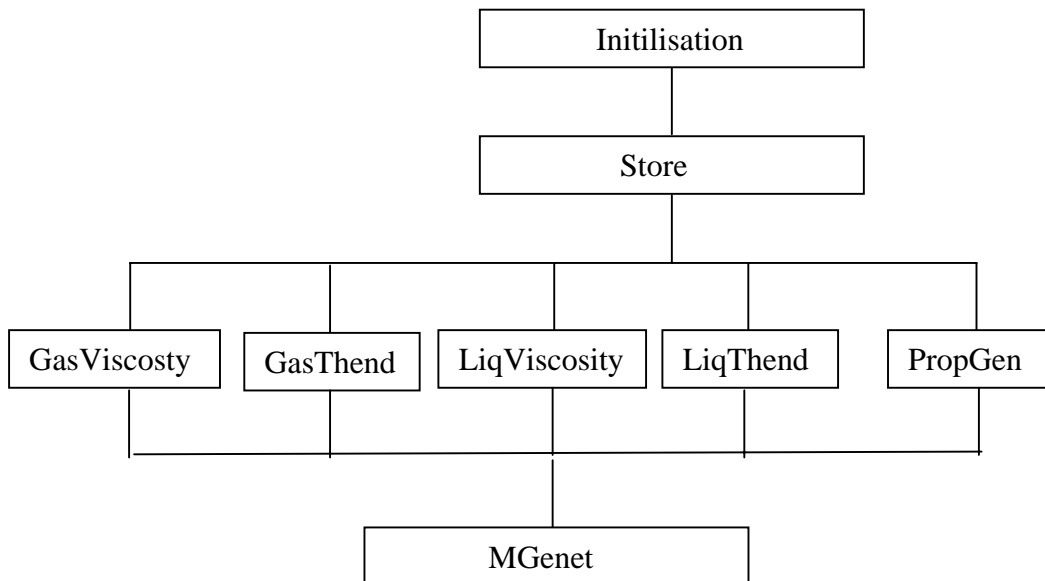 Initilisation
Store
GasViscosty
GasThend
LiqViscosity
LiqThend
PropGen
MGenet